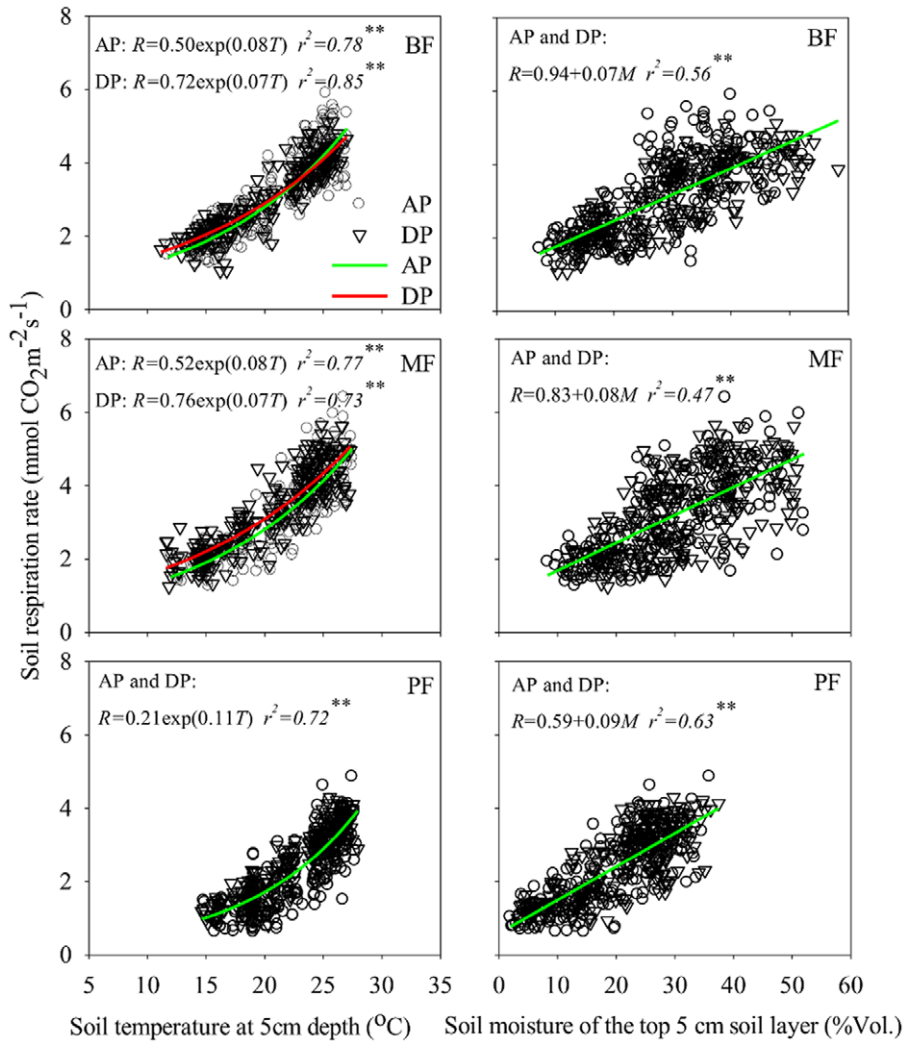 Soil respiration rate (mmol CO2m-2s-1)
8
6
4
2
0
AP: R=0.50exp(0.08T) r2=0.78**
BF
DP: R=0.72exp(0.07T) r2=0.85**
AP
DP
AP
DP
AP and DP:
BF
R=0.94+0.07M r2=0.56**
8
6
4
2
0
AP: R=0.52exp(0.08T) r2=0.77**
MF
DP: R=0.76exp(0.07T) r2=0.73**
AP and DP:
MF
R=0.83+0.08M r2=0.47**
8
6
4
2
0
AP and DP:
PF
R=0.21exp(0.11T) r2=0.72**
AP and DP:
PF
R=0.59+0.09M r2=0.63**
5 10 15 20 25 30 35
0 10 20 30 40 50 60
Soil temperature at 5cm depth (oC)
Soil moisture of the top 5 cm soil layer (%Vol.)